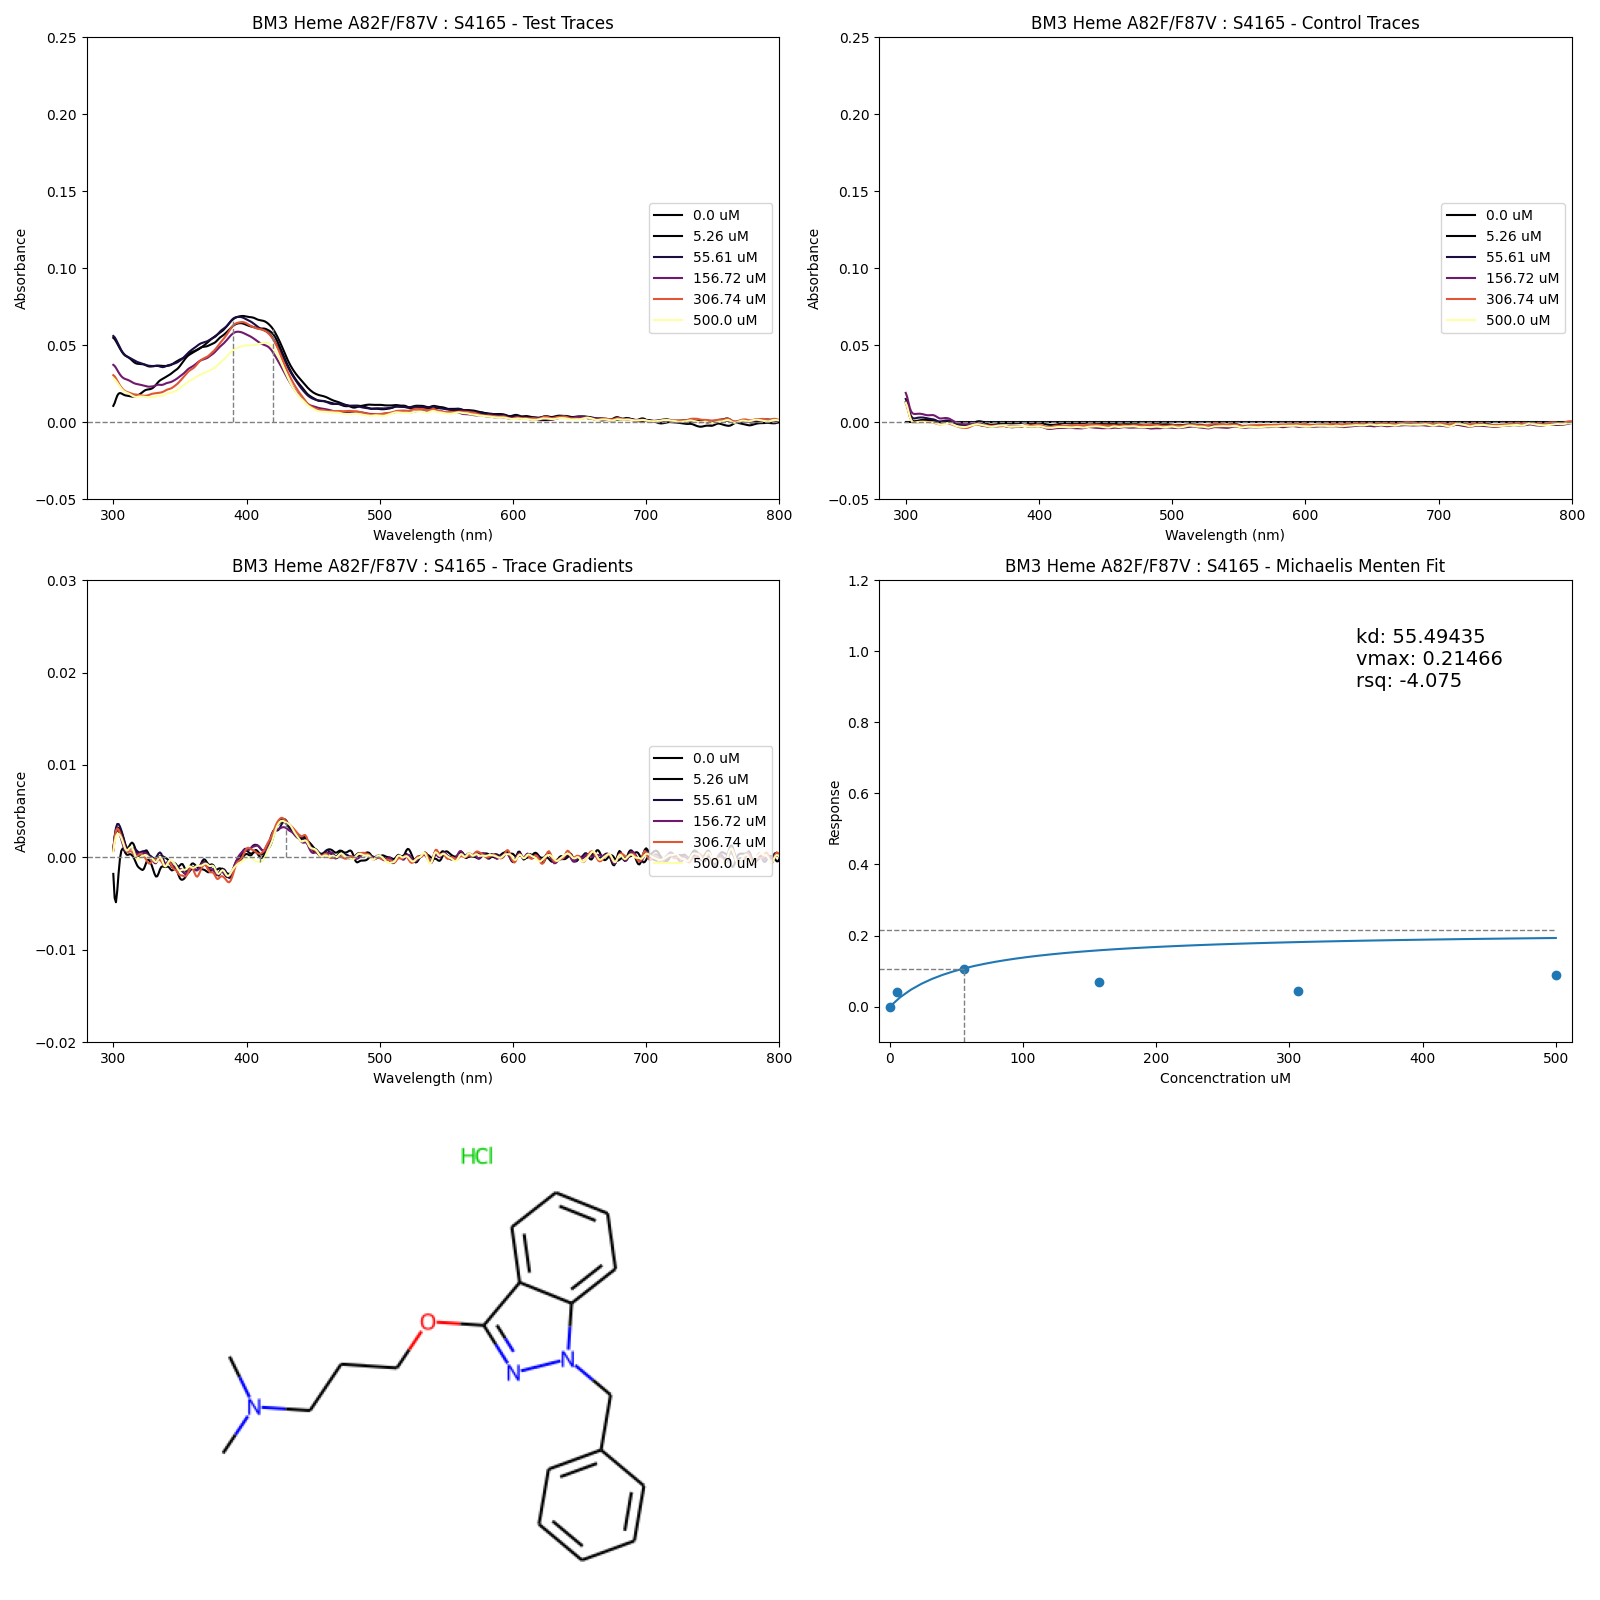 BM3 Heme A82F/F87V : S4165 - Test Traces
0.25
0.20
0.15
0.10
0.05
0.00
−0.05
Absorbance
300 400 500 600 700 800
Wavelength (nm)
0.0 uM
5.26 uM
55.61 uM
156.72 uM
306.74 uM
500.0 uM
BM3 Heme A82F/F87V : S4165 - Control Traces
0.25
0.20
0.15
0.10
0.05
0.00
−0.05
Absorbance
300 400 500 600 700 800
Wavelength (nm)
0.0 uM
5.26 uM
55.61 uM
156.72 uM
306.74 uM
500.0 uM
BM3 Heme A82F/F87V : S4165 - Trace Gradients
0.03
0.02
0.01
0.00
−0.01
−0.02
Absorbance
300 400 500 600 700 800
Wavelength (nm)
0.0 uM
5.26 uM
55.61 uM
156.72 uM
306.74 uM
500.0 uM
BM3 Heme A82F/F87V : S4165 - Michaelis Menten Fit
1.2
1.0
0.8
0.6
0.4
0.2
0.0
Response
0 100 200 300 400 500
Concenctration uM
kd: 55.49435
vmax: 0.21466
rsq: -4.075
HCl
O
N
N
N